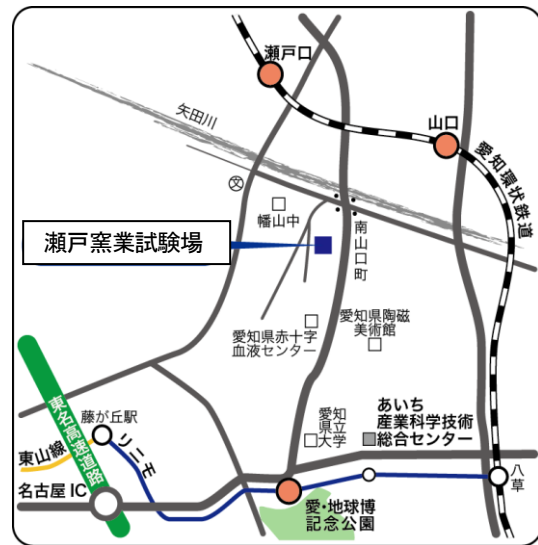 瀬戸口
矢田川
山口
愛知環状鉄道
文
幡山中
瀬戸窯業試験場
南山口町
愛知県陶磁
美術館
愛知県赤十字
血液センター
あいち
産業科学技術
総合センター
愛知
県立
大学
東名高速道路
藤が丘駅
リニモ
東山線
名古屋IC
八草
愛・地球博
記念公園